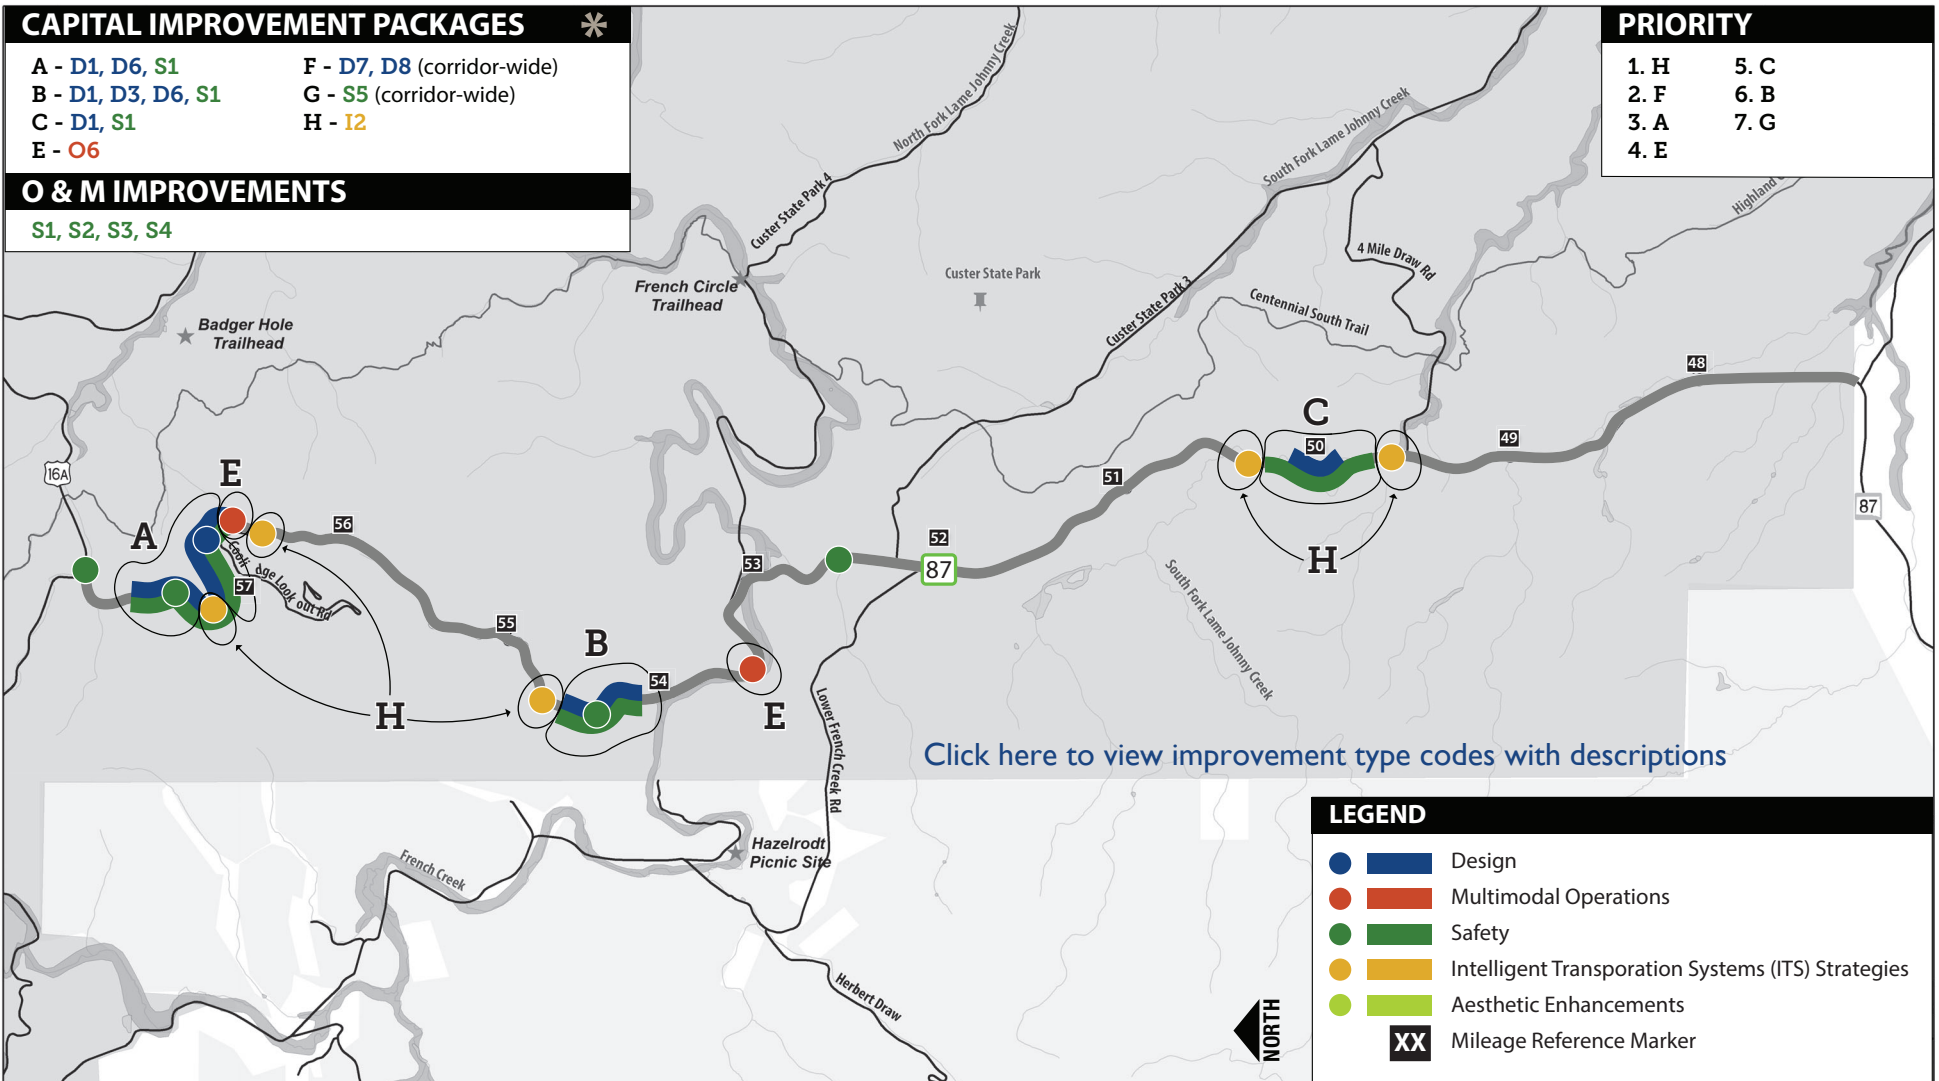 CAPITAL IMPROVEMENT PACKAGES *
A - D1, D6, S1
B - D1, D3, D6, S1
C - D1, S1
E - O6
F - D7, D8 (corridor-wide)
G - S5 (corridor-wide)
H - I2
O & M IMPROVEMENTS
S1, S2, S3, S4
PRIORITY
1. H
2. F
3. A
4. E
5. C
6. B
7. G
North Fork Lame Johnny Creek
South Fork Lame Johnny Creek
Custer State Park 4
Highland
4 Mile Draw Rd
Custer State Park
French Circle
Trailhead
Badger Hole
Trailhead
Custer State Park 3
Centennial South Trail
48
C
50
49
16A
E
51
87
A
56
52
53
87
H
Coolidge Lookout Rd
57
55
B
54
South Fork Lame Johnny Creek
H
E
Lower French Creek Rd
Click here to view improvement type codes with descriptions
French Creek
Hazelrodt
Picnic Site
Herbert Draw
NORTH
LEGEND
Design
Multimodal Operations
Safety
Intelligent Transporation Systems (ITS) Strategies
Aesthetic Enhancements
XX Mileage Reference Marker